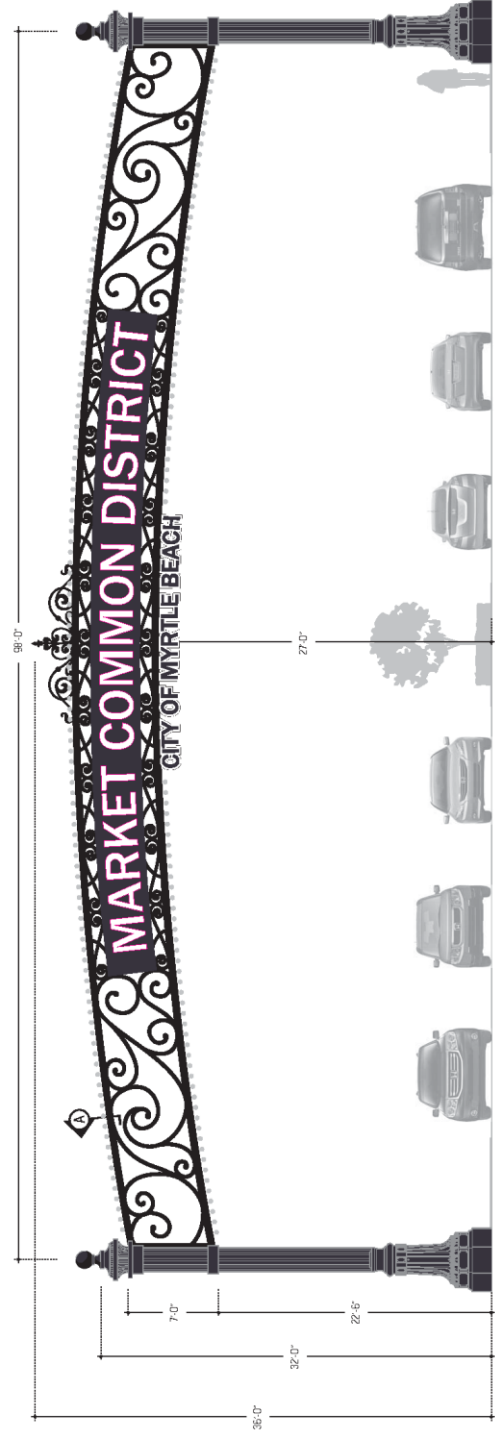 98'-0"
A
MARKET COMMON DISTRICT
CITY OF MYRTLE BEACH
7'-0"
27'-0"
22'-6"
32'-0"
36'-0"